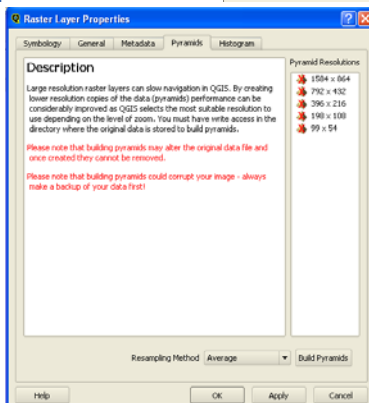 Raster Layer Properties
Symbology General Metadata Pyramids Histogram
Description
Large resolution raster layers can slow navigation in QGIS. By creating
lower resolution copies of the data (pyramids) performance can be
considerably improved as QGIS selects the most suitable resolution to
use depending on the level of zoom. You must have write access in the
directory where the original data is stored to build pyramids.
Please note that building pyramids may alter the original data file and
once created they cannot be removed.
Please note that building pyramids could corrupt your image - always
make a backup of your data first!
Pyramid Resolutions
1584 x 864
792 x 432
396 x 216
198 x 108
99 x 54
Resampling Method Average Build Pyramids
Help OK Apply Cancel